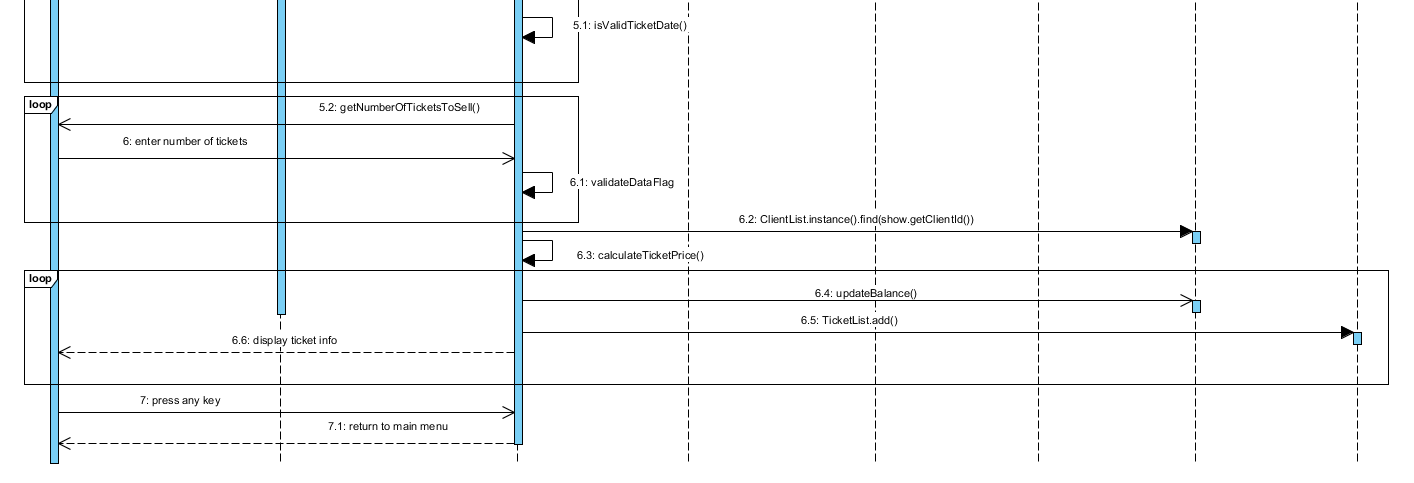 5.1: isValidTicketDate()
loop
5.2: getNumberOfTicketsToSell()
6: enter number of tickets
6.1: validateDataFlag
6.2: ClientList.instance().find(show.getClientId())
6.3: calculateTicketPrice()
loop
6.4: updateBalance()
6.5: TicketList.add()
6.6: display ticket info
7: press any key
7.1: return to main menu